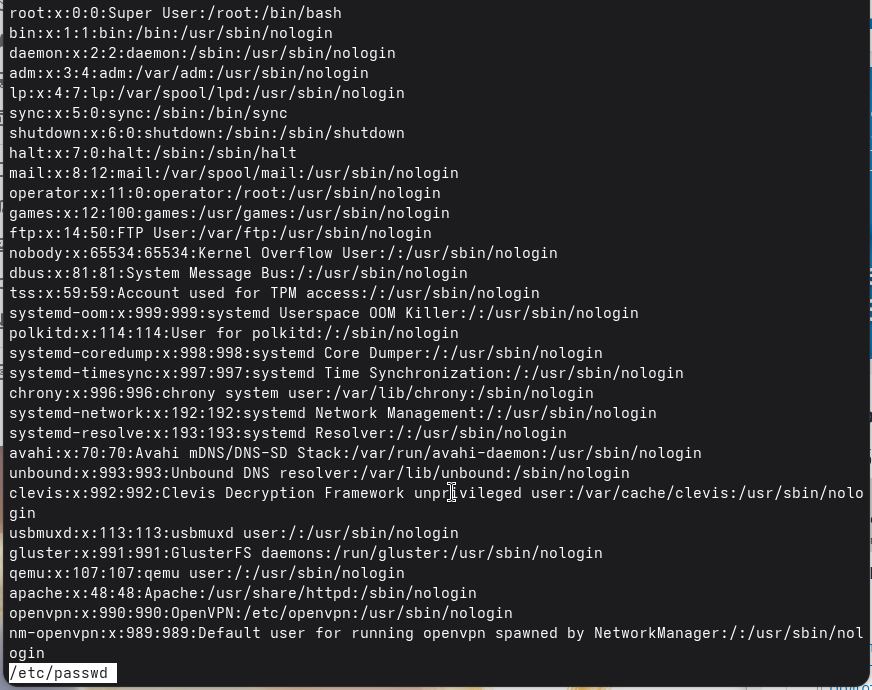 root:x:0:0:Super User:/root:/bin/bash
bin:x:1:1:bin:/bin:/usr/sbin/nologin
daemon:x:2:2:daemon:/sbin:/usr/sbin/nologin
adm:x:3:4:adm:/var/adm:/usr/sbin/nologin
lp:x:4:7:lp:/var/spool/lpd:/usr/sbin/nologin
sync:x:5:0:sync:/sbin:/bin/sync
shutdown:x:6:0:shutdown:/sbin:/sbin/shutdown
halt:x:7:0:halt:/sbin:/sbin/halt
mail:x:8:12:mail:/var/spool/mail:/usr/sbin/nologin
operator:x:11:0:operator:/root:/usr/sbin/nologin
games:x:12:100:games:/usr/games:/usr/sbin/nologin
ftp:x:14:50:FTP User:/var/ftp:/usr/sbin/nologin
nobody:x:65534:65534:Kernel Overflow User:/:/usr/sbin/nologin
dbus:x:81:81:System Message Bus:/:/usr/sbin/nologin
tss:x:59:59:Account used for TPM access:/:/usr/sbin/nologin
systemd-oom:x:999:999:systemd Userspace OOM Killer:/:/usr/sbin/nologin
polkitd:x:114:114:User for polkitd:/:/sbin/nologin
systemd-coredump:x:998:998:systemd Core Dumper:/:/usr/sbin/nologin
systemd-timesync:x:997:997:systemd Time Synchronization:/:/usr/sbin/nologin
chrony:x:996:996:chrony system user:/var/lib/chrony:/sbin/nologin
systemd-network:x:192:192:systemd Network Management:/:/usr/sbin/nologin
systemd-resolve:x:193:193:systemd Resolver:/:/usr/sbin/nologin
avahi:x:70:70:Avahi mDNS/DNS-SD Stack:/var/run/avahi-daemon:/usr/sbin/nologin
unbound:x:993:993:Unbound DNS resolver:/var/lib/unbound:/sbin/nologin
clevis:x:992:992:Clevis Decryption Framework unprivileged user:/var/cache/clevis:/usr/sbin/nolo
gin
usbmuxd:x:113:113:usbmuxd user:/:/usr/sbin/nologin
gluster:x:991:991:GlusterFS daemons:/run/gluster:/usr/sbin/nologin
qemu:x:107:107:qemu user:/:/usr/sbin/nologin
apache:x:48:48:Apache:/usr/share/httpd:/sbin/nologin
openvpn:x:990:990:OpenVPN:/etc/openvpn:/usr/sbin/nologin
nm-openvpn:x:989:989:Default user for running openvpn spawned by NetworkManager:/:/usr/sbin/nol
ogin
/etc/passwd